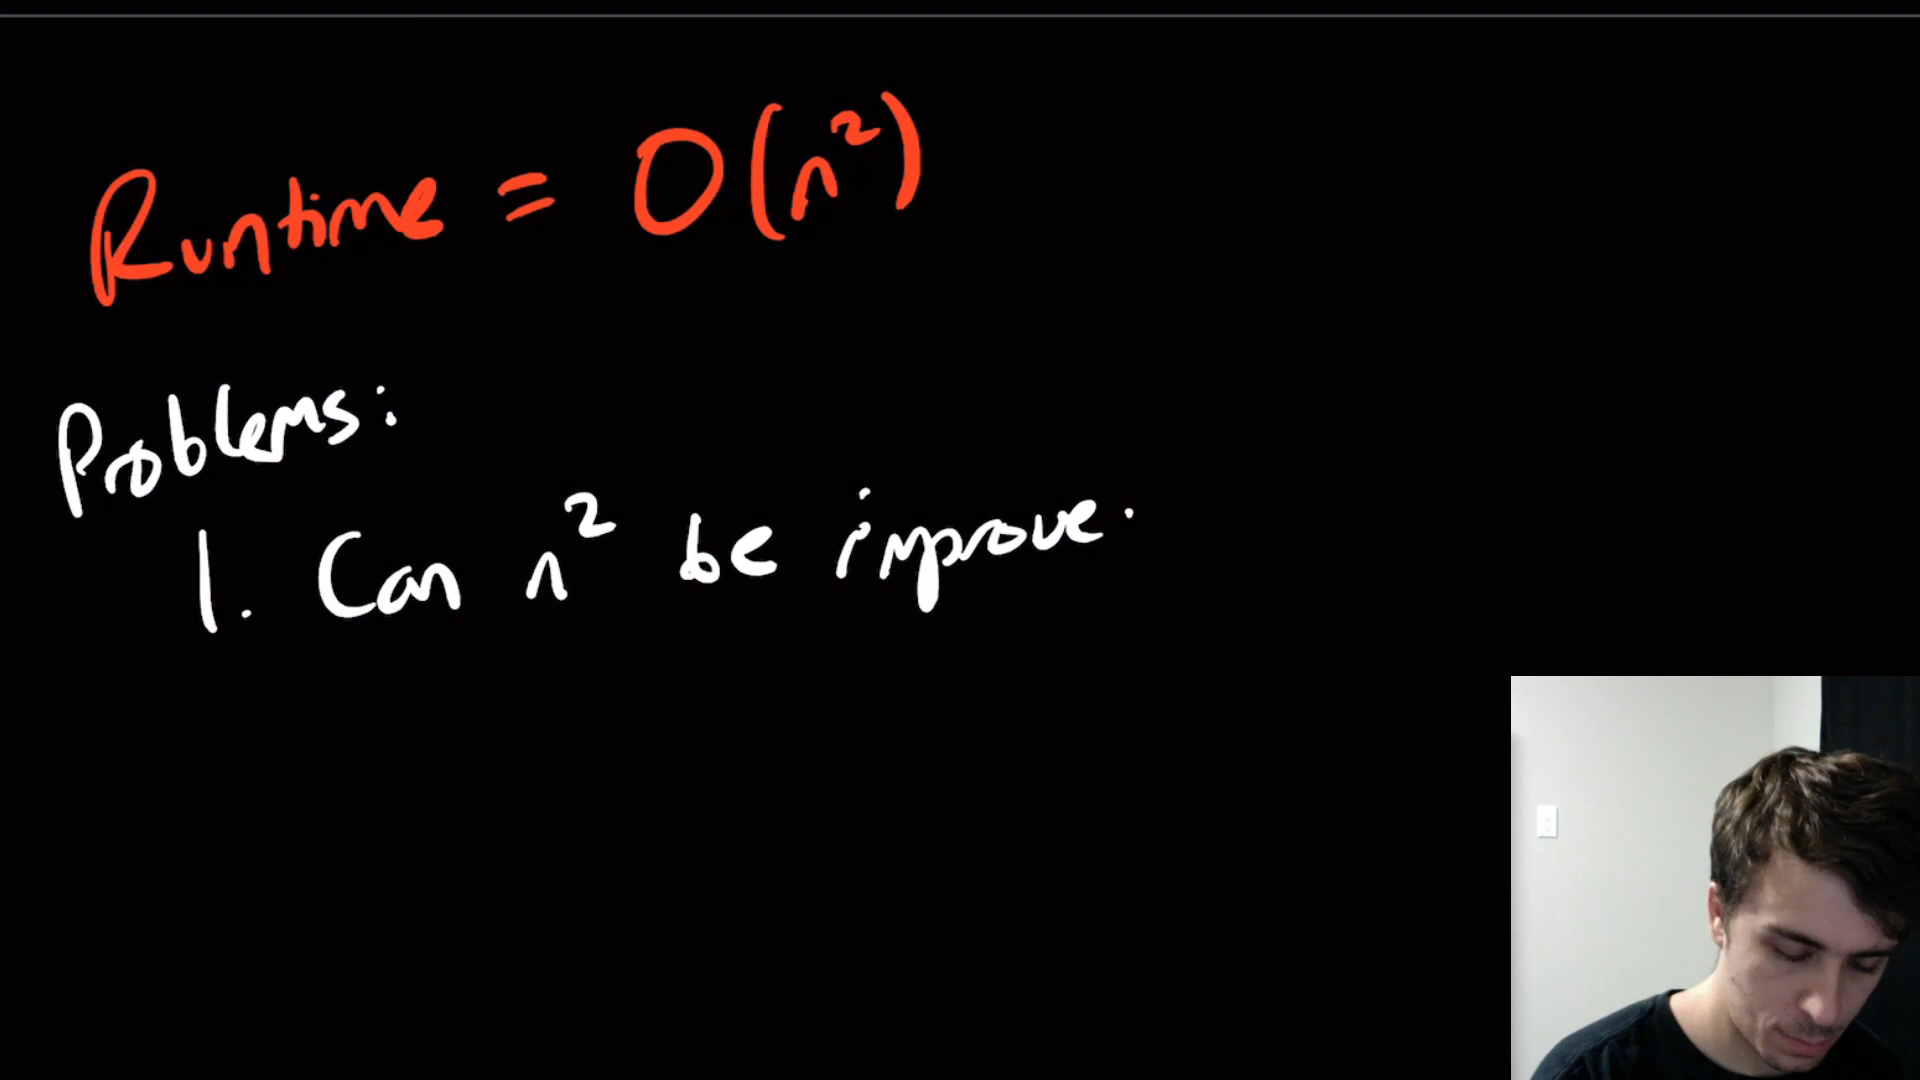 Runtime = O(n²)
Problems:
1. Can n² be improve.